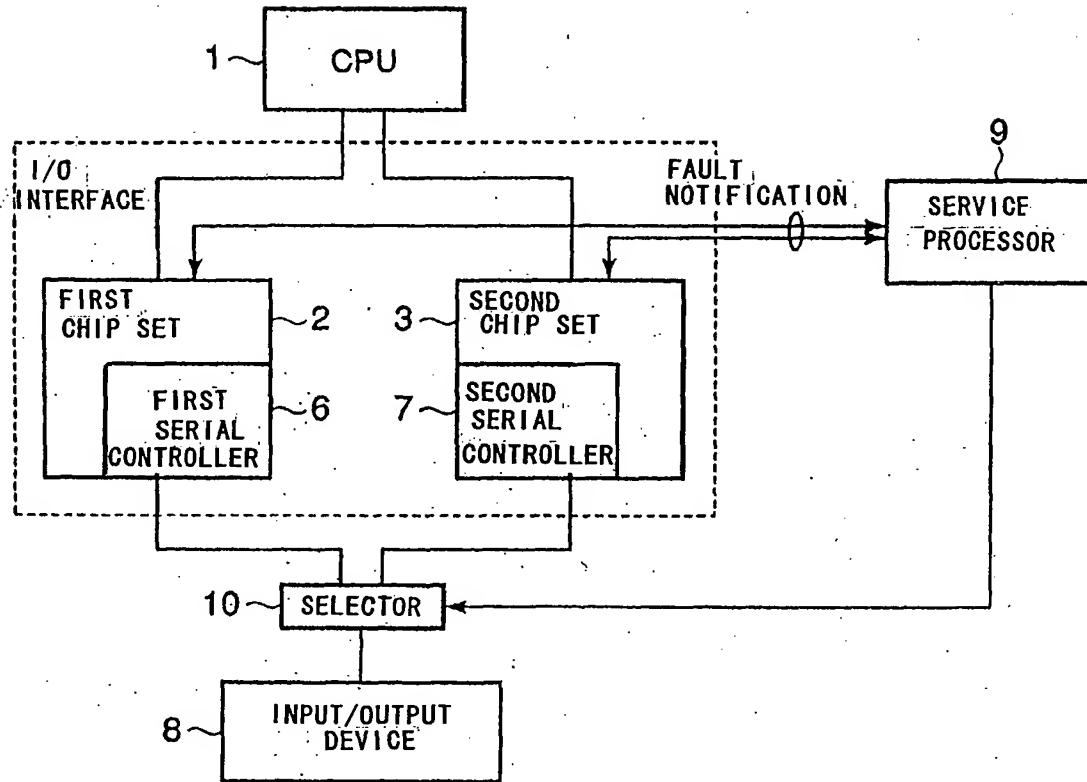 1
CPU
I/O
INTERFACE
FAULT
NOTIFICATION
9
SERVICE
PROCESSOR
FIRST
CHIP SET
2
3
SECOND
CHIP SET
FIRST
SERIAL
CONTROLLER
6
7
SECOND
SERIAL
CONTROLLER
10
SELECTOR
8
INPUT/OUTPUT
DEVICE